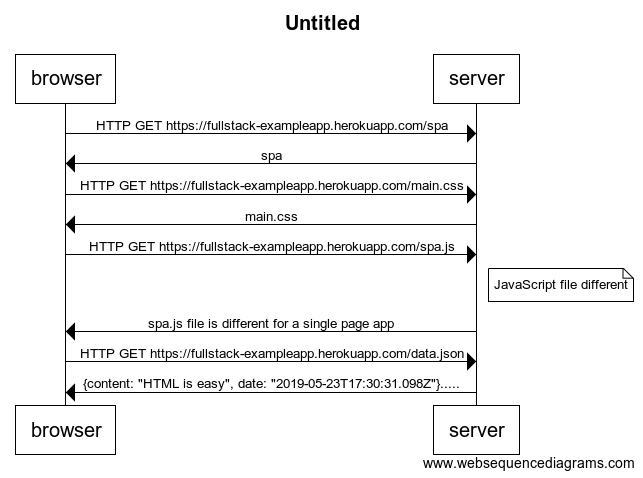 Untitled
browser server
HTTP GET https://fullstack-exampleapp.herokuapp.com/spa
spa
HTTP GET https://fullstack-exampleapp.herokuapp.com/main.css
main.css
HTTP GET https://fullstack-exampleapp.herokuapp.com/spa.js
JavaScript file different
spa.js file is different for a single page app
HTTP GET https://fullstack-exampleapp.herokuapp.com/data.json
{content: "HTML is easy", date: "2019-05-23T17:30:31.098Z"}.....
browser server
www.websequencediagrams.com